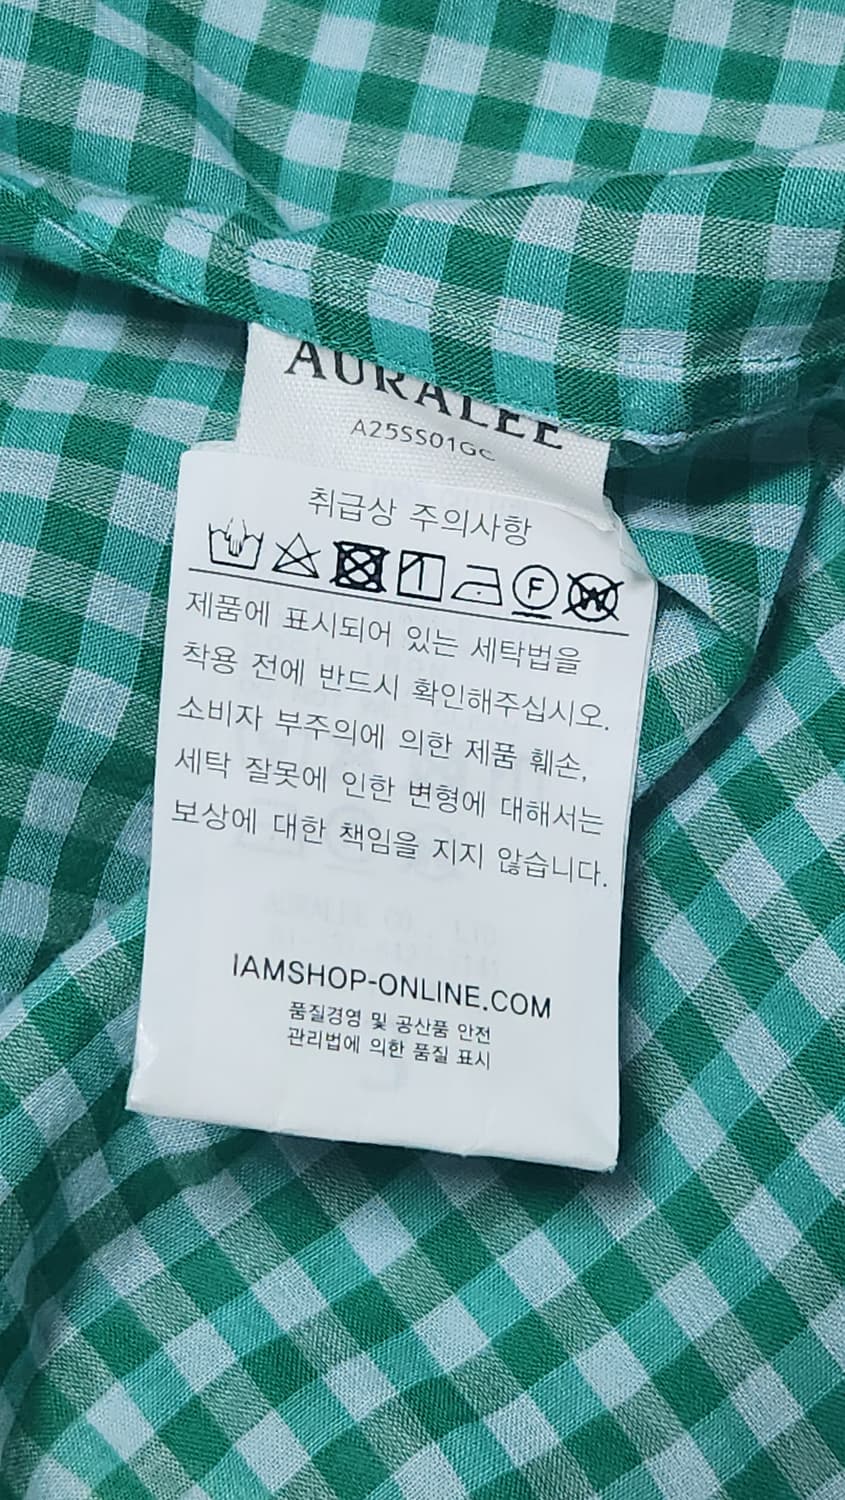 AURALEE
A25SS01GC
취급상 주의사항
F W
제품에 표시되어 있는 세탁법을
착용 전에 반드시 확인해주십시오.
소비자 부주의에 의한 제품 훼손,
세탁 잘못에 인한 변형에 대해서는
보상에 대한 책임을 지지 않습니다.
IAMSHOP-ONLINE.COM
품질경영 및 공산품 안전
관리법에 의한 품질 표시